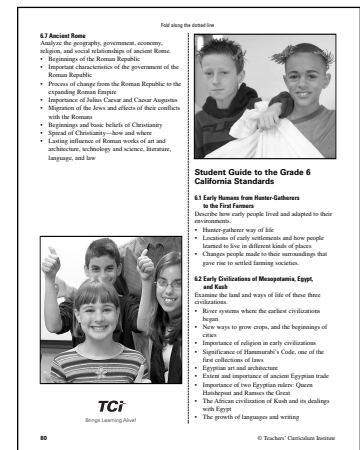 Fold along the dotted line
6.7 Ancient Rome
Analyze the geography, government, economy,
religion, and social relationships of ancient Rome.
• Beginnings of the Roman Republic
• Important characteristics of the government of the
Roman Republic
• Process of change from the Roman Republic to the
expanding Roman Empire
• Importance of Julius Caesar and Caesar Augustus
• Migration of the Jews and effects of their conflicts
with the Romans
• Beginnings and basic beliefs of Christianity
• Spread of Christianity—how and where
• Lasting influence of Roman works of art and
architecture, technology and science, literature,
language, and law
TCi
Brings Learning Alive!
Student Guide to the Grade 6
California Standards
6.1 Early Humans from Hunter-Gatherers
to the First Farmers
Describe how early people lived and adapted to their
environments.
• Hunter-gatherer way of life
• Locations of early settlements and how people
learned to live in different kinds of places
• Changes people made to their surroundings that
gave rise to settled farming societies.
6.2 Early Civilizations of Mesopotamia, Egypt,
and Kush
Examine the land and ways of life of these three
civilizations.
• River systems where the earliest civilizations
began
• New ways to grow crops, and the beginnings of
cities
• Importance of religion in early civilizations
• Significance of Hammurabi's Code, one of the
first collections of laws
• Egyptian art and architecture
• Extent and importance of ancient Egyptian trade
• Importance of two Egyptian rulers: Queen
Hatshepsut and Ramses the Great
• The African civilization of Kush and its dealings
with Egypt
• The growth of languages and writing
80
© Teachers' Curriculum Institute